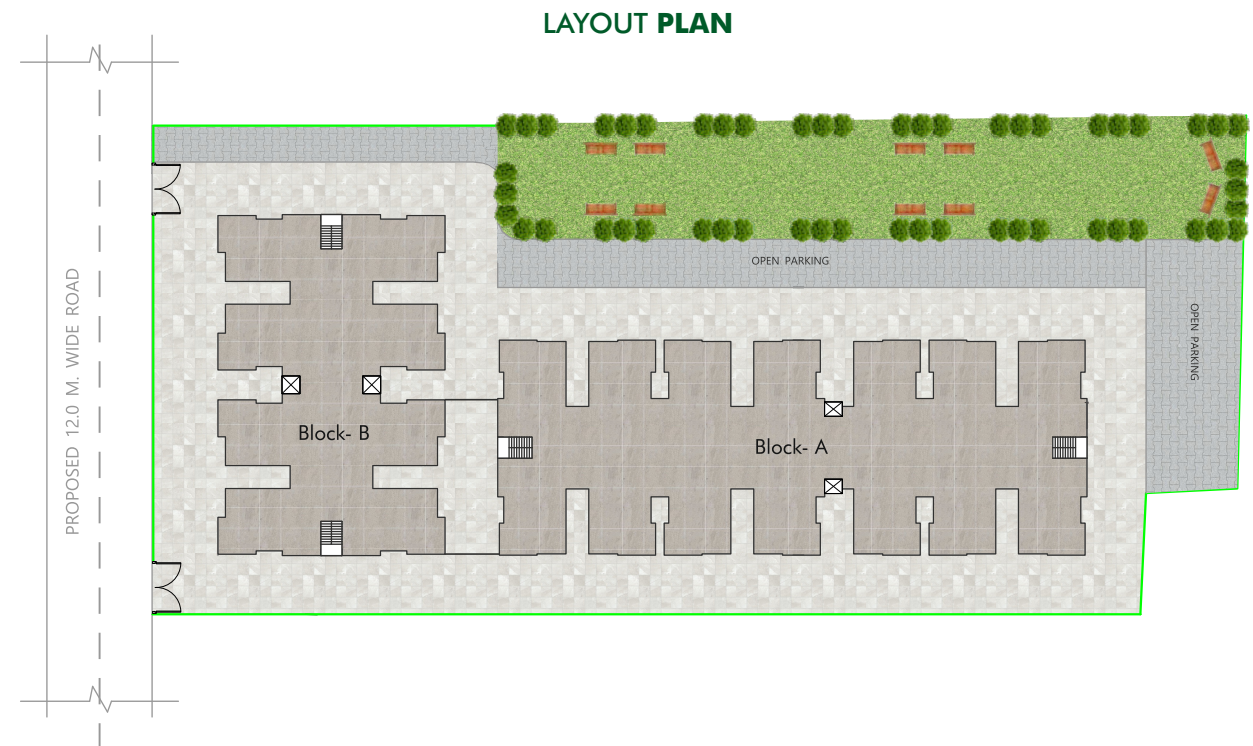 LAYOUT PLAN
PROPOSED 12.0 M. WIDE ROAD
OPEN PARKING
OPEN PARKING
Block- B
Block- A